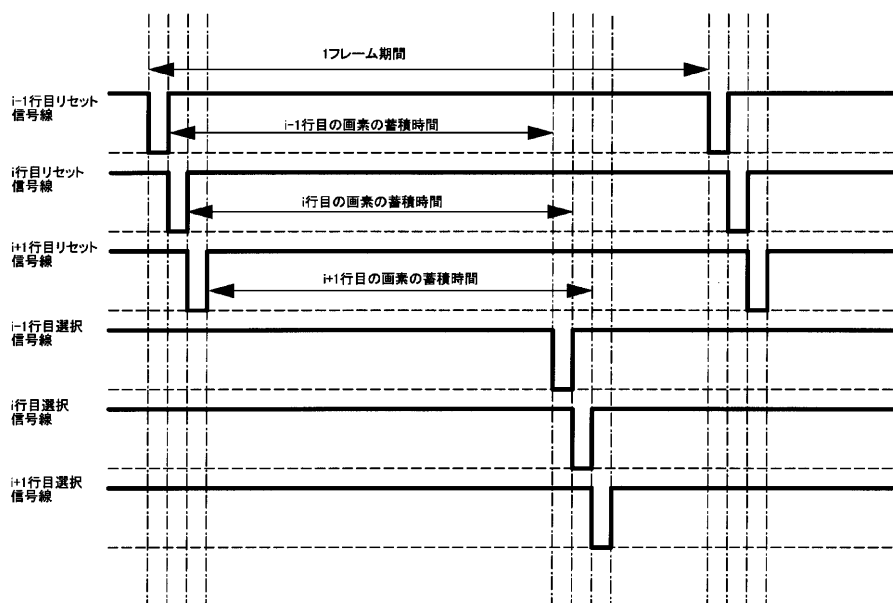 1フレーム期間
i-1行目リセット
信号線
i-1行目の画素の蓄積時間
i行目リセット
信号線
i行目の画素の蓄積時間
i+1行目リセット
信号線
i+1行目の画素の蓄積時間
i-1行目選択
信号線
i行目選択
信号線
i+1行目選択
信号線